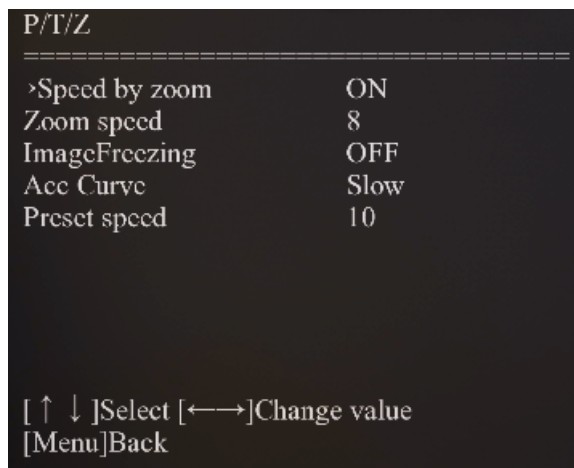 P/T/Z
==================================
›Speed by zoom ON
Zoom speed 8
ImageFreezing OFF
Acc Curve Slow
Preset speed 10
[ ↑ ↓ ]Select [←→]Change value
[Menu]Back